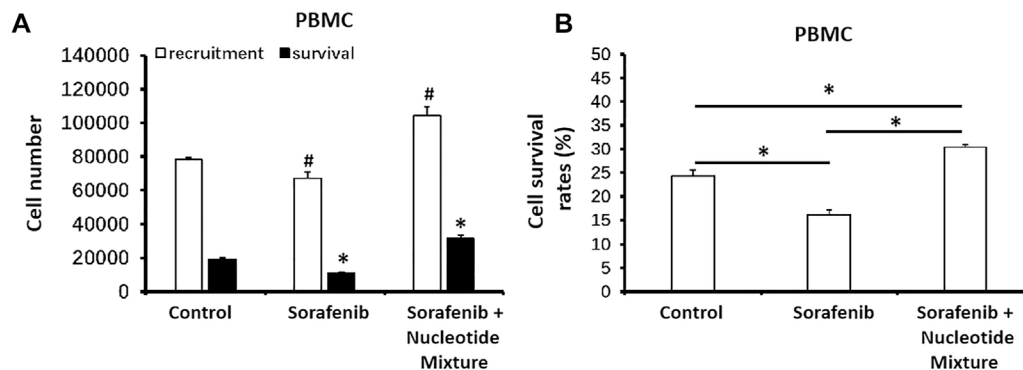 A
PBMC
recruitment survival
Cell number
140000
120000
100000
80000
60000
40000
20000
0
#
#
*
*
Control
Sorafenib
Sorafenib +
Nucleotide
Mixture
B
PBMC
Cell survival
rates (%)
50
45
40
35
30
25
20
15
10
5
0
*
*
*
Control
Sorafenib
Sorafenib +
Nucleotide
Mixture